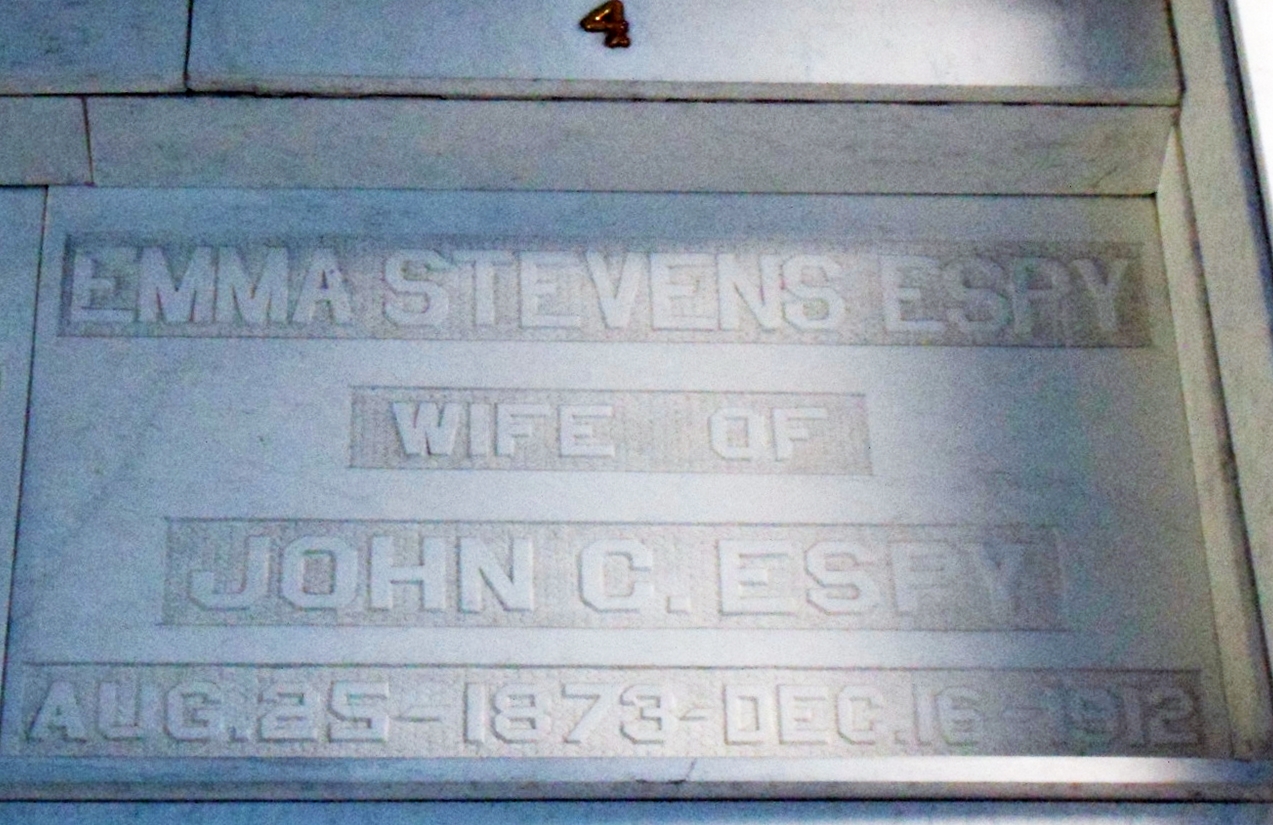 4
EMMA STEVENS ESPY
WIFE OF
JOHN C. ESPY
AUG. 25-1873-DEC. 16-1912